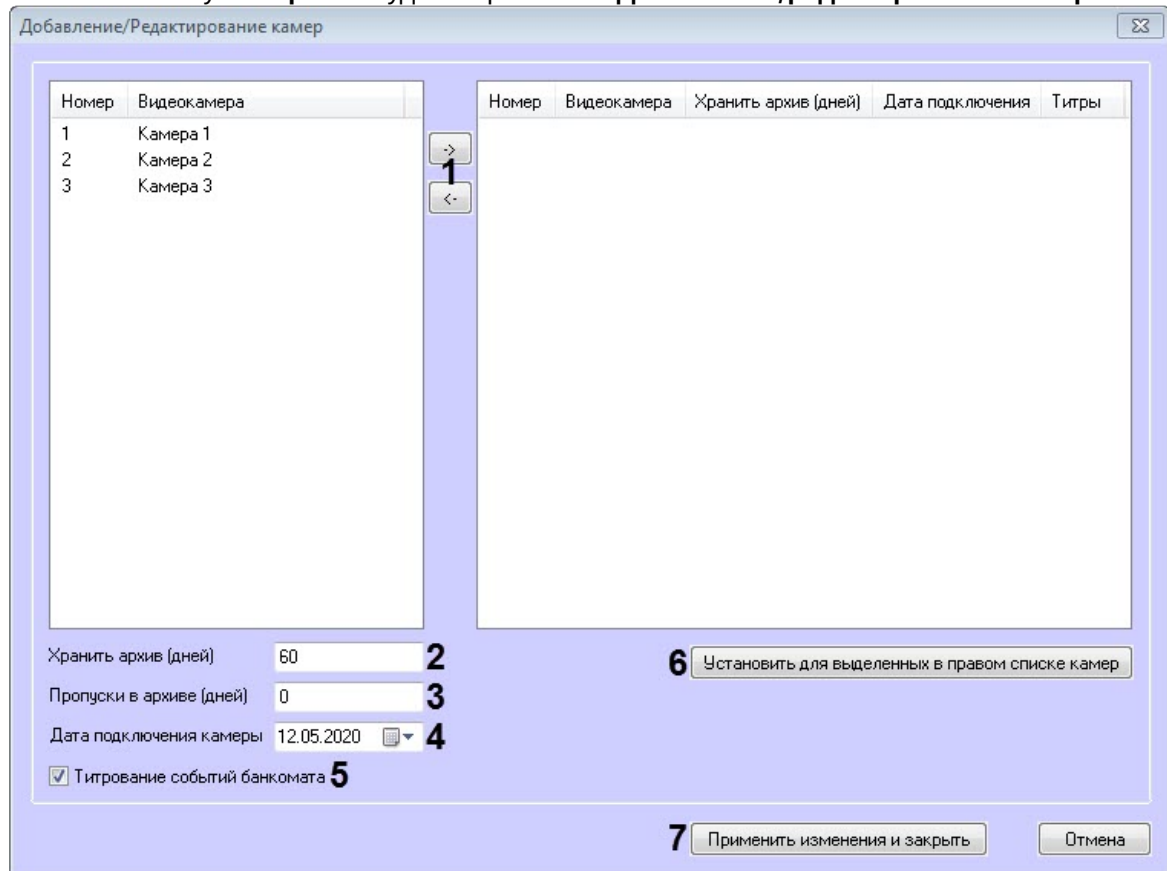 Добавление/Редактирование камер
Номер Видеокамера
1 Камера 1
2 Камера 2
3 Камера 3
->
1
<-
Номер Видеокамера Хранить архив (дней) Дата подключения Титры
Хранить архив (дней) 60 2
Пропуски в архиве (дней) 0 3
Дата подключения камеры 12.05.2020 4
Титрование событий банкомата 5
6 Установить для выделенных в правом списке камер
7 Применить изменения и закрыть Отмена